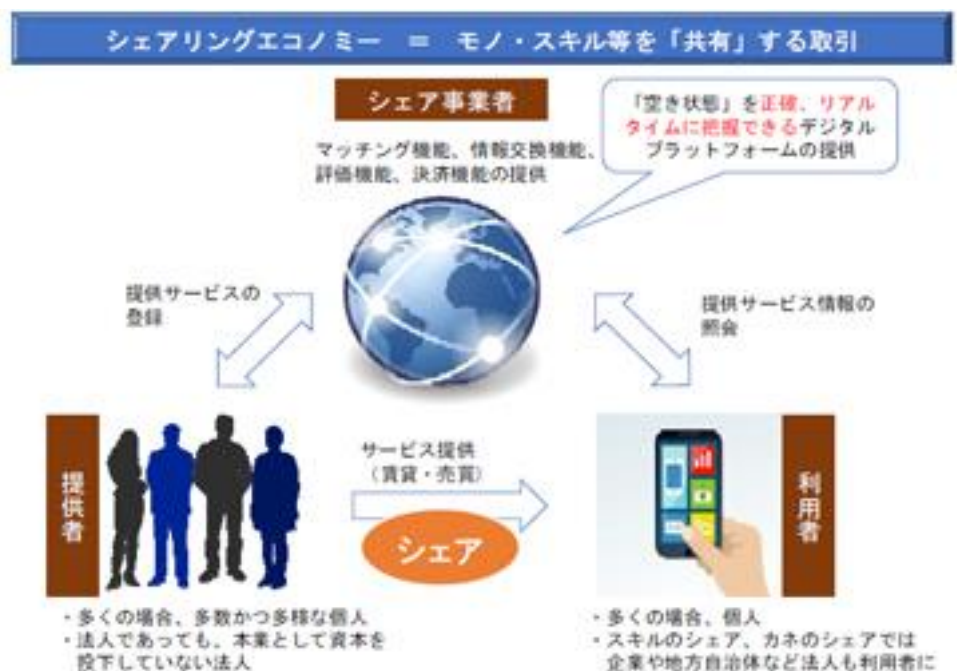 シェアリングエコノミー ＝ モノ・スキル等を「共有」する取引
シェア事業者
「空き状態」を正確、リアル
タイムに把握できるデジタル
プラットフォームの提供
マッチング機能、情報交換機能、
評価機能、決済機能の提供
提供サービスの
登録
提供サービス情報の
照会
提供者
サービス提供
（賃貸・売買）
シェア
利用者
・多くの場合、多数かつ多様な個人
・法人であっても、本業として資本を
投下していない法人
・多くの場合、個人
・スキルのシェア、カネのシェアでは
企業や地方自治体など法人も利用者に